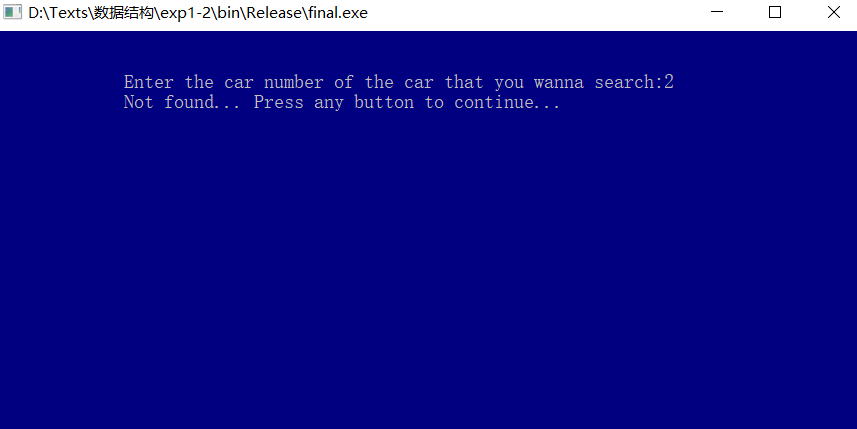 D:\Texts\数据结构\exp1-2\bin\Release\final.exe
Enter the car number of the car that you wanna search:2
Not found... Press any button to continue...